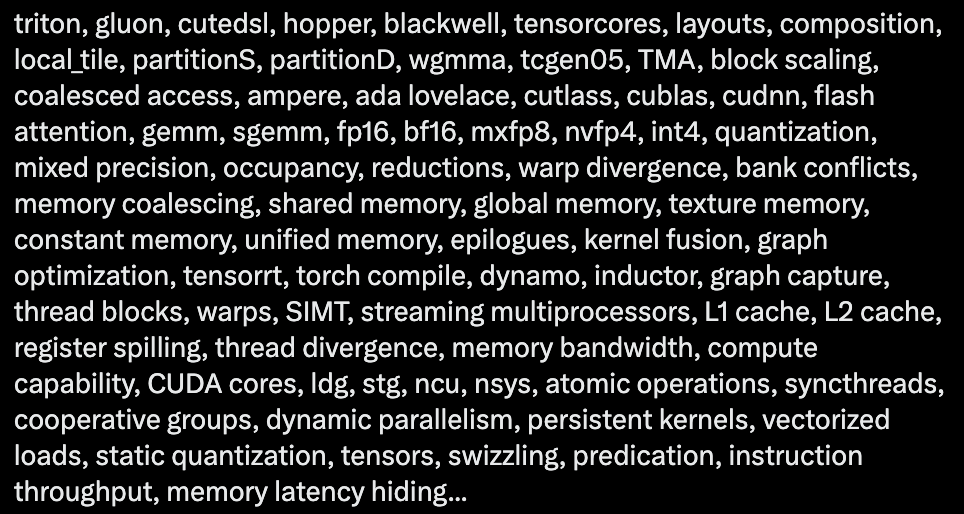 triton, gluon, cutedsl, hopper, blackwell, tensorcores, layouts, composition,
local_tile, partitionS, partitionD, wgmma, tcgen05, TMA, block scaling,
coalesced access, ampere, ada lovelace, cutlass, cublas, cudnn, flash
attention, gemm, sgemm, fp16, bf16, mxfp8, nvfp4, int4, quantization,
mixed precision, occupancy, reductions, warp divergence, bank conflicts,
memory coalescing, shared memory, global memory, texture memory,
constant memory, unified memory, epilogues, kernel fusion, graph
optimization, tensorrt, torch compile, dynamo, inductor, graph capture,
thread blocks, warps, SIMT, streaming multiprocessors, L1 cache, L2 cache,
register spilling, thread divergence, memory bandwidth, compute
capability, CUDA cores, ldg, stg, ncu, nsys, atomic operations, syncthreads,
cooperative groups, dynamic parallelism, persistent kernels, vectorized
loads, static quantization, tensors, swizzling, predication, instruction
throughput, memory latency hiding...